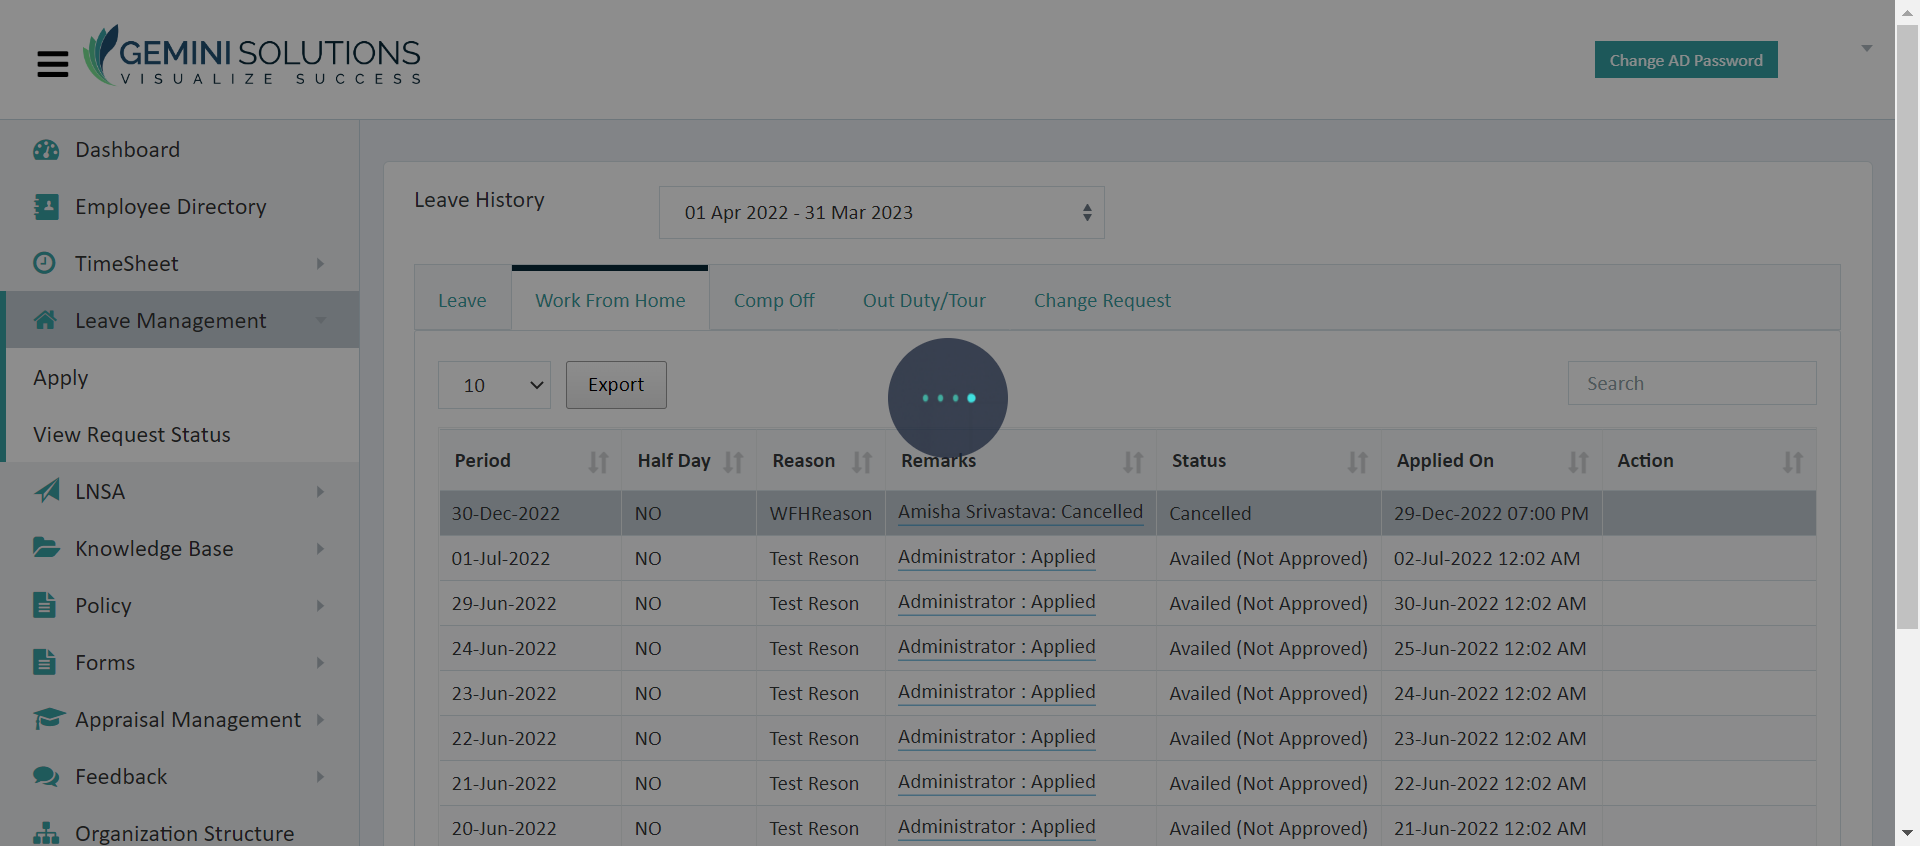 GEMINI SOLUTIONS
VISUALIZE SUCCESS
Change AD Password
Dashboard
Employee Directory
TimeSheet
Leave Management
Apply
View Request Status
LNSA
Knowledge Base
Policy
Forms
Appraisal Management
Feedback
Organization Structure
Leave History
01 Apr 2022 - 31 Mar 2023
Leave Work From Home Comp Off Out Duty/Tour Change Request
10 Export Search
Period Half Day Reason Remarks Status Applied On Action
30-Dec-2022 NO WFHReason Amisha Srivastava: Cancelled Cancelled 29-Dec-2022 07:00 PM
01-Jul-2022 NO Test Reson Administrator : Applied Availed (Not Approved) 02-Jul-2022 12:02 AM
29-Jun-2022 NO Test Reson Administrator : Applied Availed (Not Approved) 30-Jun-2022 12:02 AM
24-Jun-2022 NO Test Reson Administrator : Applied Availed (Not Approved) 25-Jun-2022 12:02 AM
23-Jun-2022 NO Test Reson Administrator : Applied Availed (Not Approved) 24-Jun-2022 12:02 AM
22-Jun-2022 NO Test Reson Administrator : Applied Availed (Not Approved) 23-Jun-2022 12:02 AM
21-Jun-2022 NO Test Reson Administrator : Applied Availed (Not Approved) 22-Jun-2022 12:02 AM
20-Jun-2022 NO Test Reson Administrator : Applied Availed (Not Approved) 21-Jun-2022 12:02 AM